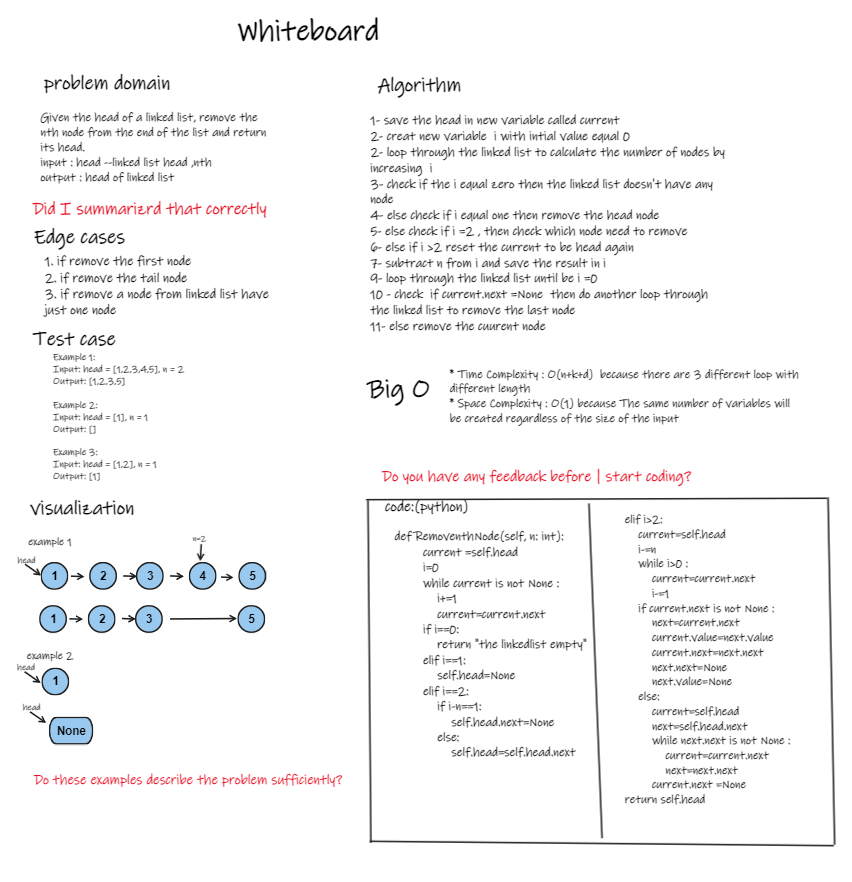 Whiteboard
problem domain
Given the head of a linked list, remove the
nth node from the end of the list and return
its head.
input : head --linked list head ,nth
output : head of linked list
Did I summarizrd that correctly
Edge cases
1. if remove the first node
2. if remove the tail node
3. if remove a node from linked list have
just one node
Test case
Example 1:
Input: head = [1,2,3,4,5], n = 2
Output: [1,2,3,5]
Example 2:
Input: head = [1], n = 1
Output: []
Example 3:
Input: head = [1,2], n = 1
Output: [1]
visualization
example 1
n=2
head
1 2 3 4 5
1 2 3 5
example 2
head
1
head
None
Do these examples describe the problem sufficiently?
Algorithm
1- save the head in new variable called current
2- creat new variable i with intial value equal 0
2- loop through the linked list to calculate the number of nodes by
increasing i
3- check if the i equal zero then the linked list doesn't have any
node
4- else check if i equal one then remove the head node
5- else check if i =2 , then check which node need to remove
6- else if i >2 reset the current to be head again
7- subtract n from i and save the result in i
9- loop through the linked list until be i =0
10 - check if current.next =None then do another loop through
the linked list to remove the last node
11- else remove the cuurent node
Big O
* Time Complexity : O(n+k+d) because there are 3 different loop with
different length
* Space Complexity : O(1) because The same number of variables will
be created regardless of the size of the input
Do you have any feedback before I start coding?
code:(python)
def RemoventhNode(self, n: int):
current =self.head
i=0
while current is not None :
i+=1
current=current.next
if i==0:
return "the linkedlist empty"
elif i==1:
self.head=None
elif i==2:
if i-n==1:
self.head.next=None
else:
self.head=self.head.next
elif i>2:
current=self.head
i-=n
while i>0 :
current=current.next
i-=1
if current.next is not None :
next=current.next
current.value=next.value
current.next=next.next
next.next=None
next.value=None
else:
current=self.head
next=self.head.next
while next.next is not None :
current=current.next
next=next.next
current.next =None
return self.head